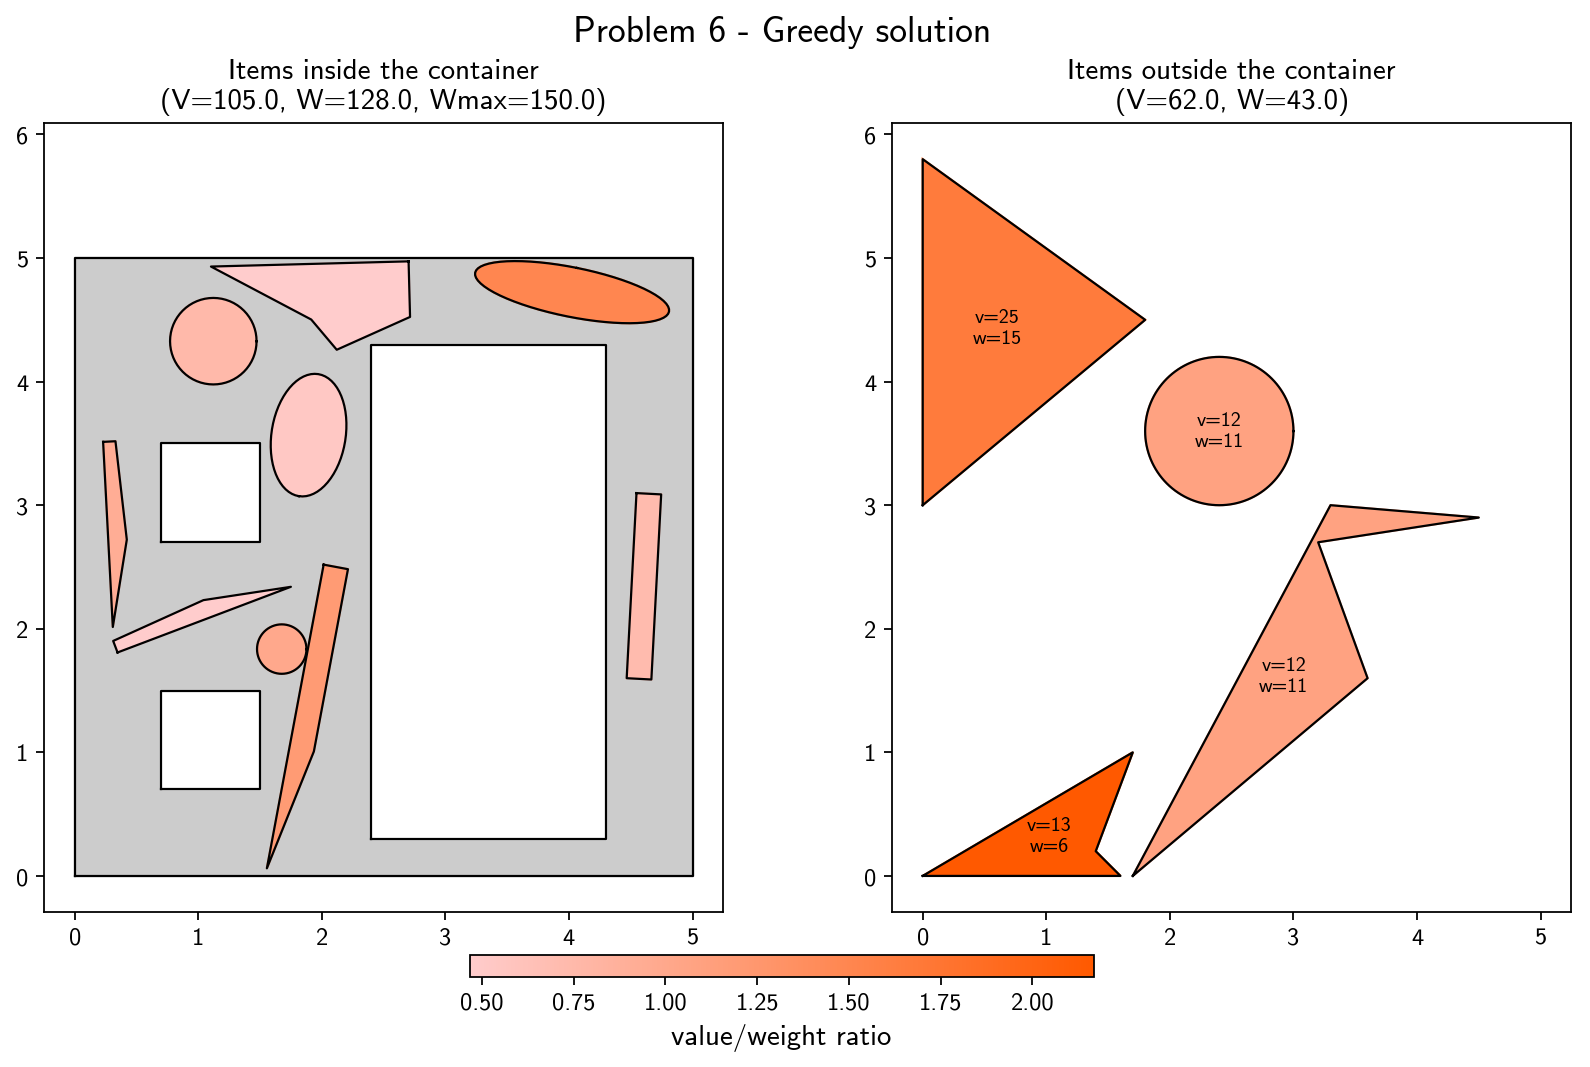 Problem 6 - Greedy solution
Items inside the container
(V=105.0, W=128.0, Wmax=150.0)
6
5
4
3
2
1
0
0 1 2 3 4 5
Items outside the container
(V=62.0, W=43.0)
6
5
4
3
2
1
0
v=25
w=15
v=12
w=11
v=12
w=11
v=13
w=6
0 1 2 3 4 5
0.50 0.75 1.00 1.25 1.50 1.75 2.00
value/weight ratio